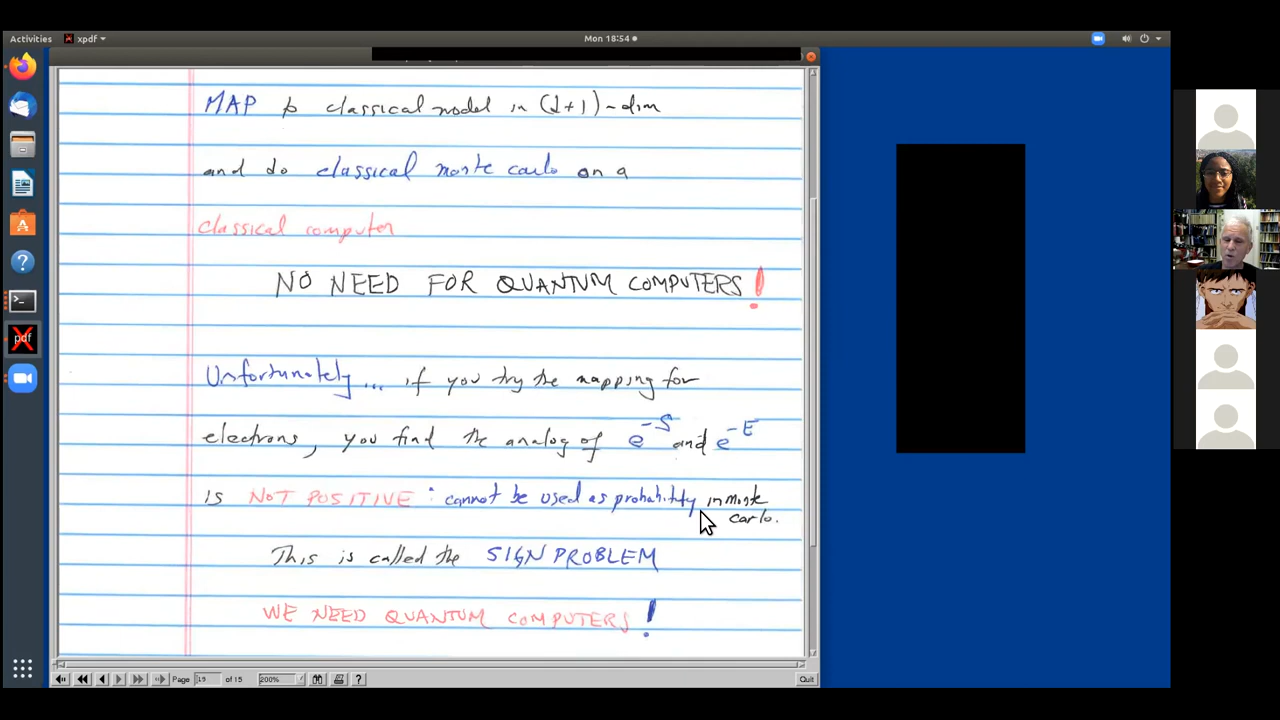 Activities xpdf Mon 18:54
MAP to classical model in (d+1)-dim
and do classical monte carlo on a
classical computer
NO NEED FOR QUANTUM COMPUTERS!
Unfortunately... if you try the mapping for
electrons, you find the analog of e^-S and e^-E
is NOT POSITIVE : cannot be used as probability in monte
carlo.
This is called the SIGN PROBLEM
WE NEED QUANTUM COMPUTERS!
Page 15 of 15 200% ? Quit